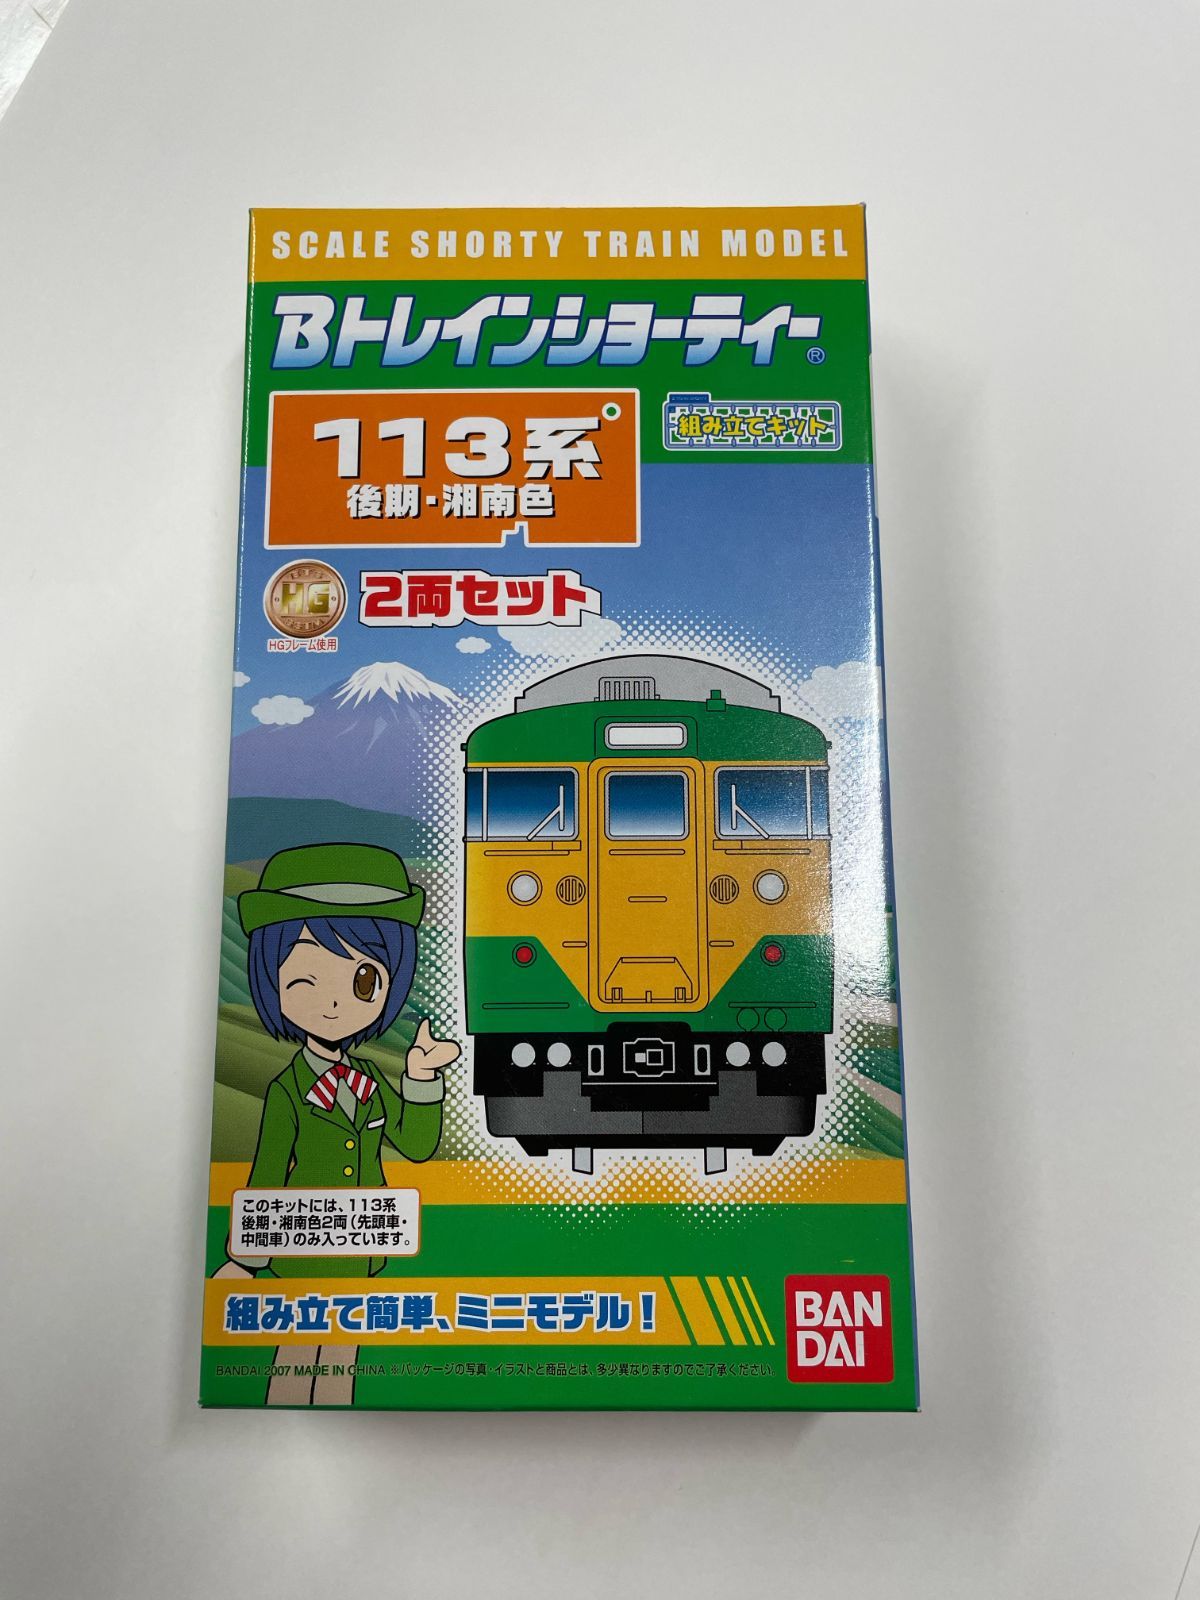 SCALE SHORTY TRAIN MODEL
Bトレインショーティー®
113系
後期・湘南色
組み立てキット
HG
HGフレーム使用
2両セット
このキットには、113系
後期・湘南色2両(先頭車・
中間車)のみ入っています。
組み立て簡単、ミニモデル!
BAN
DAI
BANDAI 2007 MADE IN CHINA ※パッケージの写真・イラストと商品とは、多少異なりますのでご了承ください。